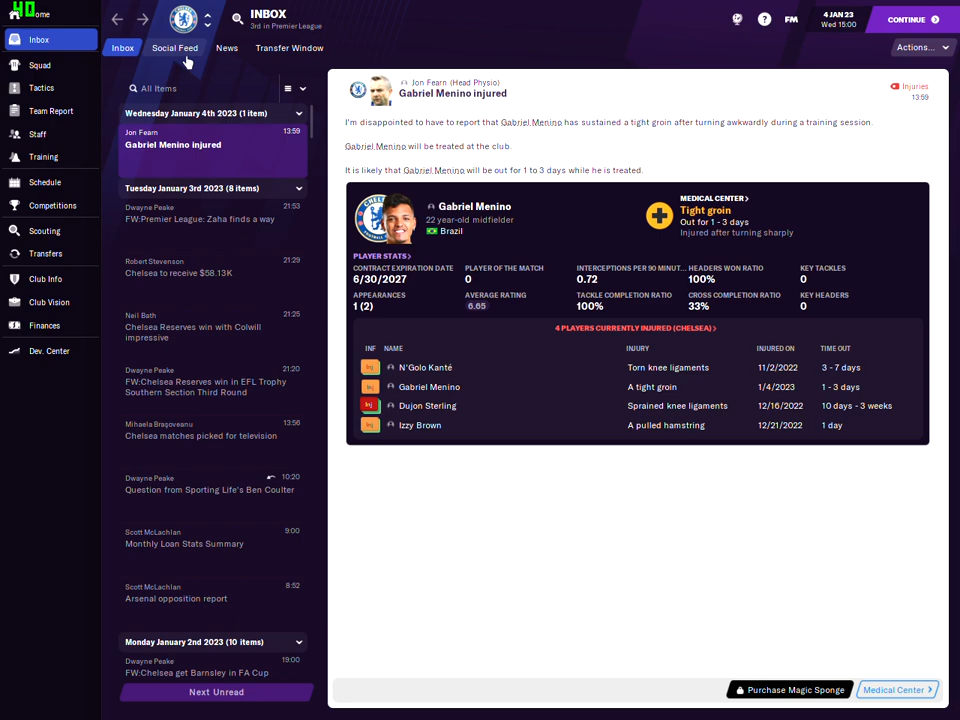 40
ome
INBOX
3rd in Premier League
FM
4 JAN 23
Wed 15:00
CONTINUE
Inbox
Social Feed
News
Transfer Window
Actions...
Inbox
Squad
Tactics
Team Report
Staff
Training
Schedule
Competitions
Scouting
Transfers
Club Info
Club Vision
Finances
Dev. Center
All Items
Wednesday January 4th 2023 (1 item)
Jon Fearn 13:59
Gabriel Menino injured
Tuesday January 3rd 2023 (8 items)
Dwayne Peake 21:53
FW:Premier League: Zaha finds a way
Robert Stevenson 21:29
Chelsea to receive $58.13K
Neil Bath 21:25
Chelsea Reserves win with Colwill
impressive
Dwayne Peake 21:20
FW:Chelsea Reserves win in EFL Trophy
Southern Section Third Round
Mihaela Bragoveanu 13:56
Chelsea matches picked for television
Dwayne Peake 10:20
Question from Sporting Life's Ben Coulter
Scott McLachlan 9:00
Monthly Loan Stats Summary
Scott McLachlan 8:52
Arsenal opposition report
Monday January 2nd 2023 (10 items)
Dwayne Peake 19:00
FW:Chelsea get Barnsley in FA Cup
Next Unread
Jon Fearn (Head Physio)
Gabriel Menino injured
Injuries
13:59
I'm disappointed to have to report that Gabriel Menino has sustained a tight groin after turning awkwardly during a training session.
Gabriel Menino will be treated at the club.
It is likely that Gabriel Menino will be out for 1 to 3 days while he is treated.
Gabriel Menino
22 year-old midfielder
Brazil
MEDICAL CENTER>
Tight groin
Out for 1 - 3 days
Injured after turning sharply
PLAYER STATS>
CONTRACT EXPIRATION DATE PLAYER OF THE MATCH INTERCEPTIONS PER 90 MINUT... HEADERS WON RATIO KEY TACKLES
6/30/2027 0 0.72 100% 0
APPEARANCES AVERAGE RATING TACKLE COMPLETION RATIO CROSS COMPLETION RATIO KEY HEADERS
1 (2) 6.65 100% 33% 0
4 PLAYERS CURRENTLY INJURED (CHELSEA)>
INF NAME INJURY INJURED ON TIME OUT
Inj N'Golo Kanté Torn knee ligaments 11/2/2022 3 - 7 days
Inj Gabriel Menino A tight groin 1/4/2023 1 - 3 days
Inj Dujon Sterling Sprained knee ligaments 12/16/2022 10 days - 3 weeks
Inj Izzy Brown A pulled hamstring 12/21/2022 1 day
Purchase Magic Sponge
Medical Center >